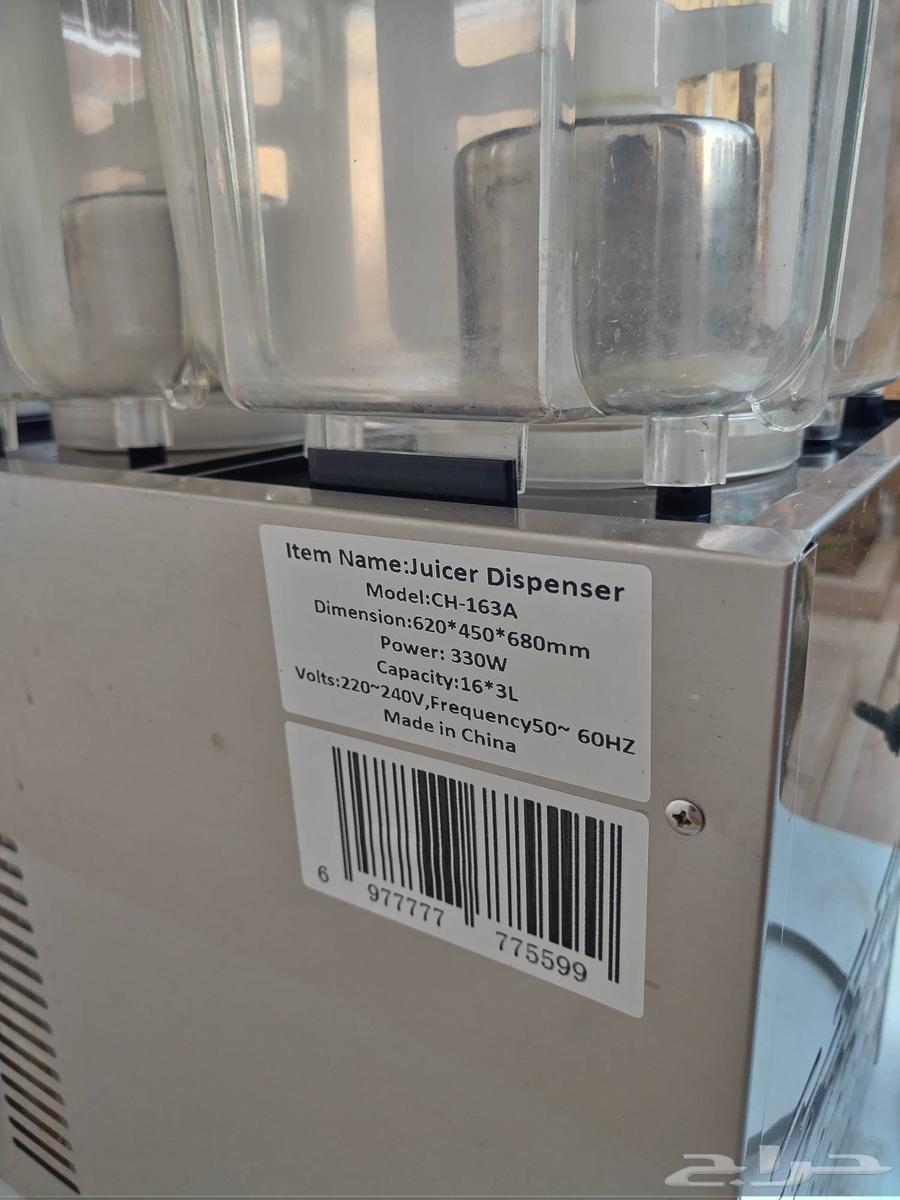 Item Name:Juicer Dispenser
Model:CH-163A
Dimension:620*450*680mm
Power: 330W
Capacity:16*3L
Volts:220~240V,Frequency50~ 60HZ
Made in China
6 977777 775599
حراج